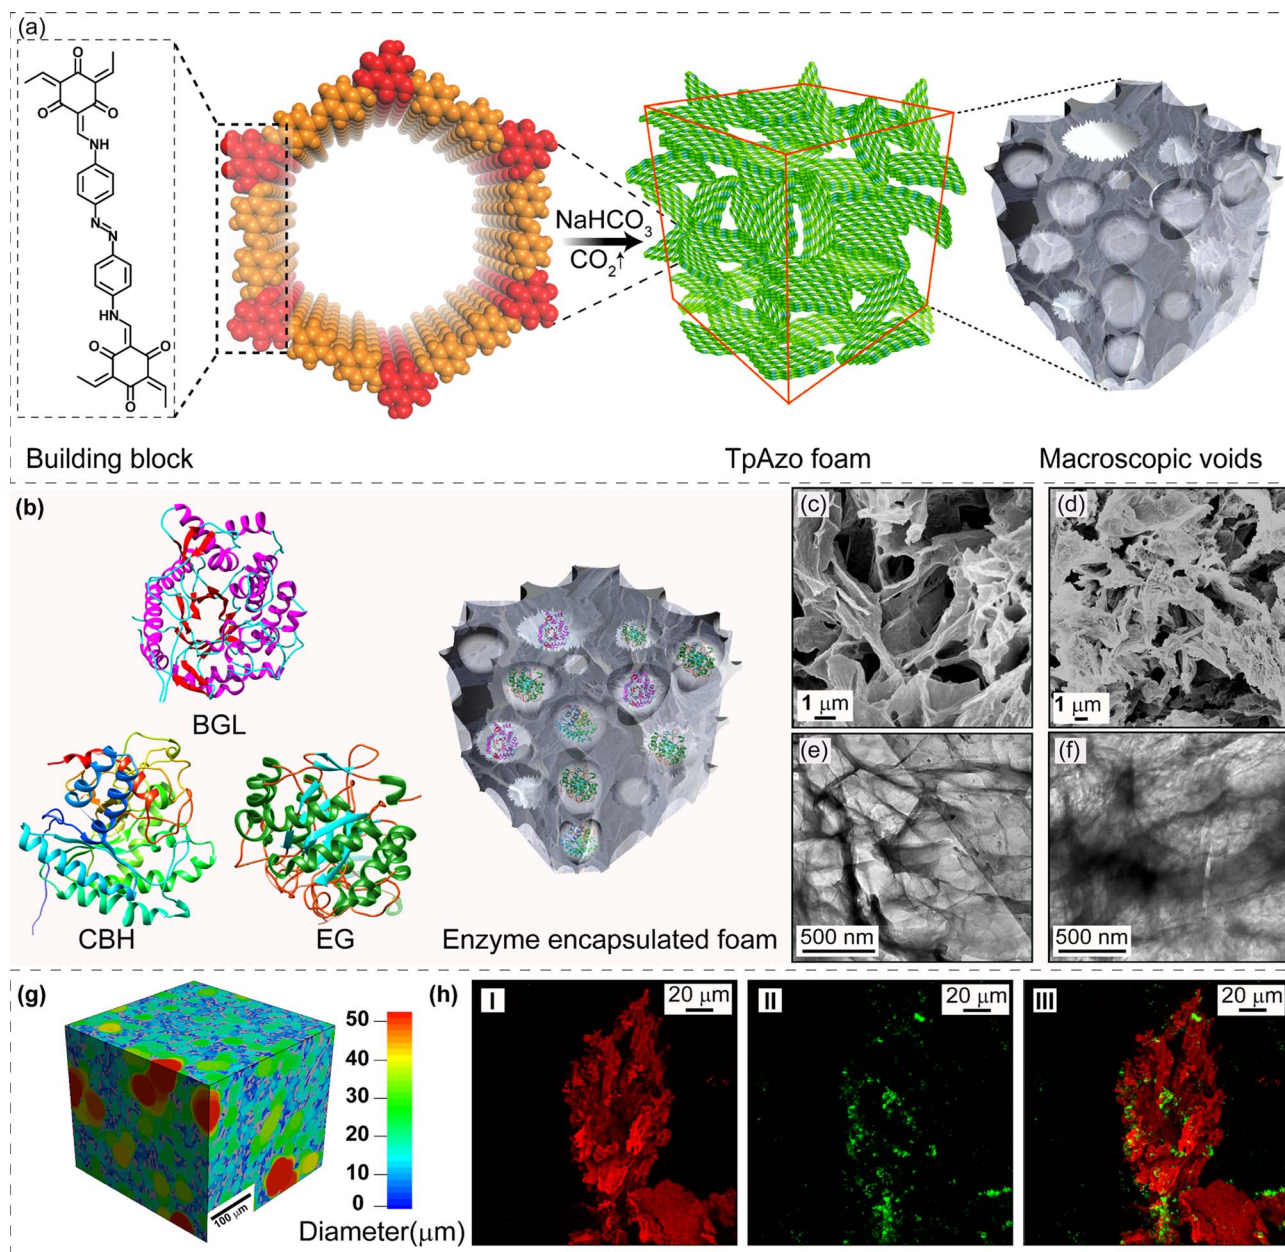 (a)
O
O
O
NH
N
N
HN
O
O
O
NaHCO3
CO2↑
Building block
TpAzo foam
Macroscopic voids
(b)
BGL
CBH
EG
Enzyme encapsulated foam
(c)
1 μm
(d)
1 μm
(e)
500 nm
(f)
500 nm
(g)
100 μm
50
40
30
20
10
0
Diameter(μm)
(h)
I
20 μm
II
20 μm
III
20 μm